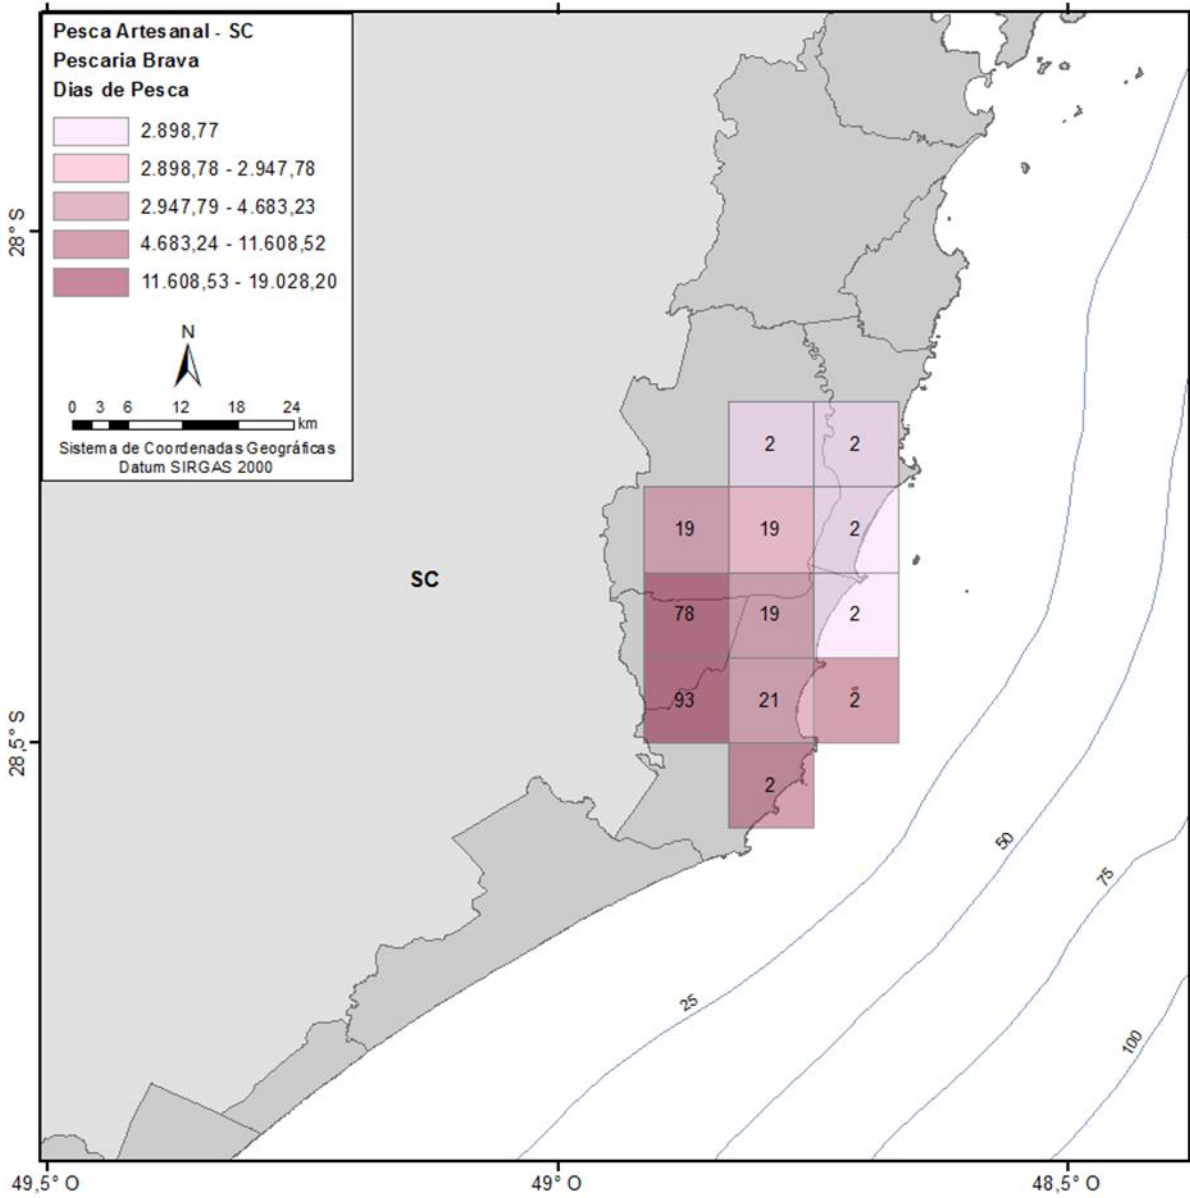 Pesca Artesanal - SC
Pescaria Brava
Dias de Pesca
2.898,77
2.898,78 - 2.947,78
2.947,79 - 4.683,23
4.683,24 - 11.608,52
11.608,53 - 19.028,20
N
0 3 6 12 18 24
km
Sistema de Coordenadas Geográficas
Datum SIRGAS 2000
28° S
2 2
19 19 2
SC
78 19 2
93 21 2
28,5° S
2
50
75
25
100
49,5° O 49° O 48,5° O